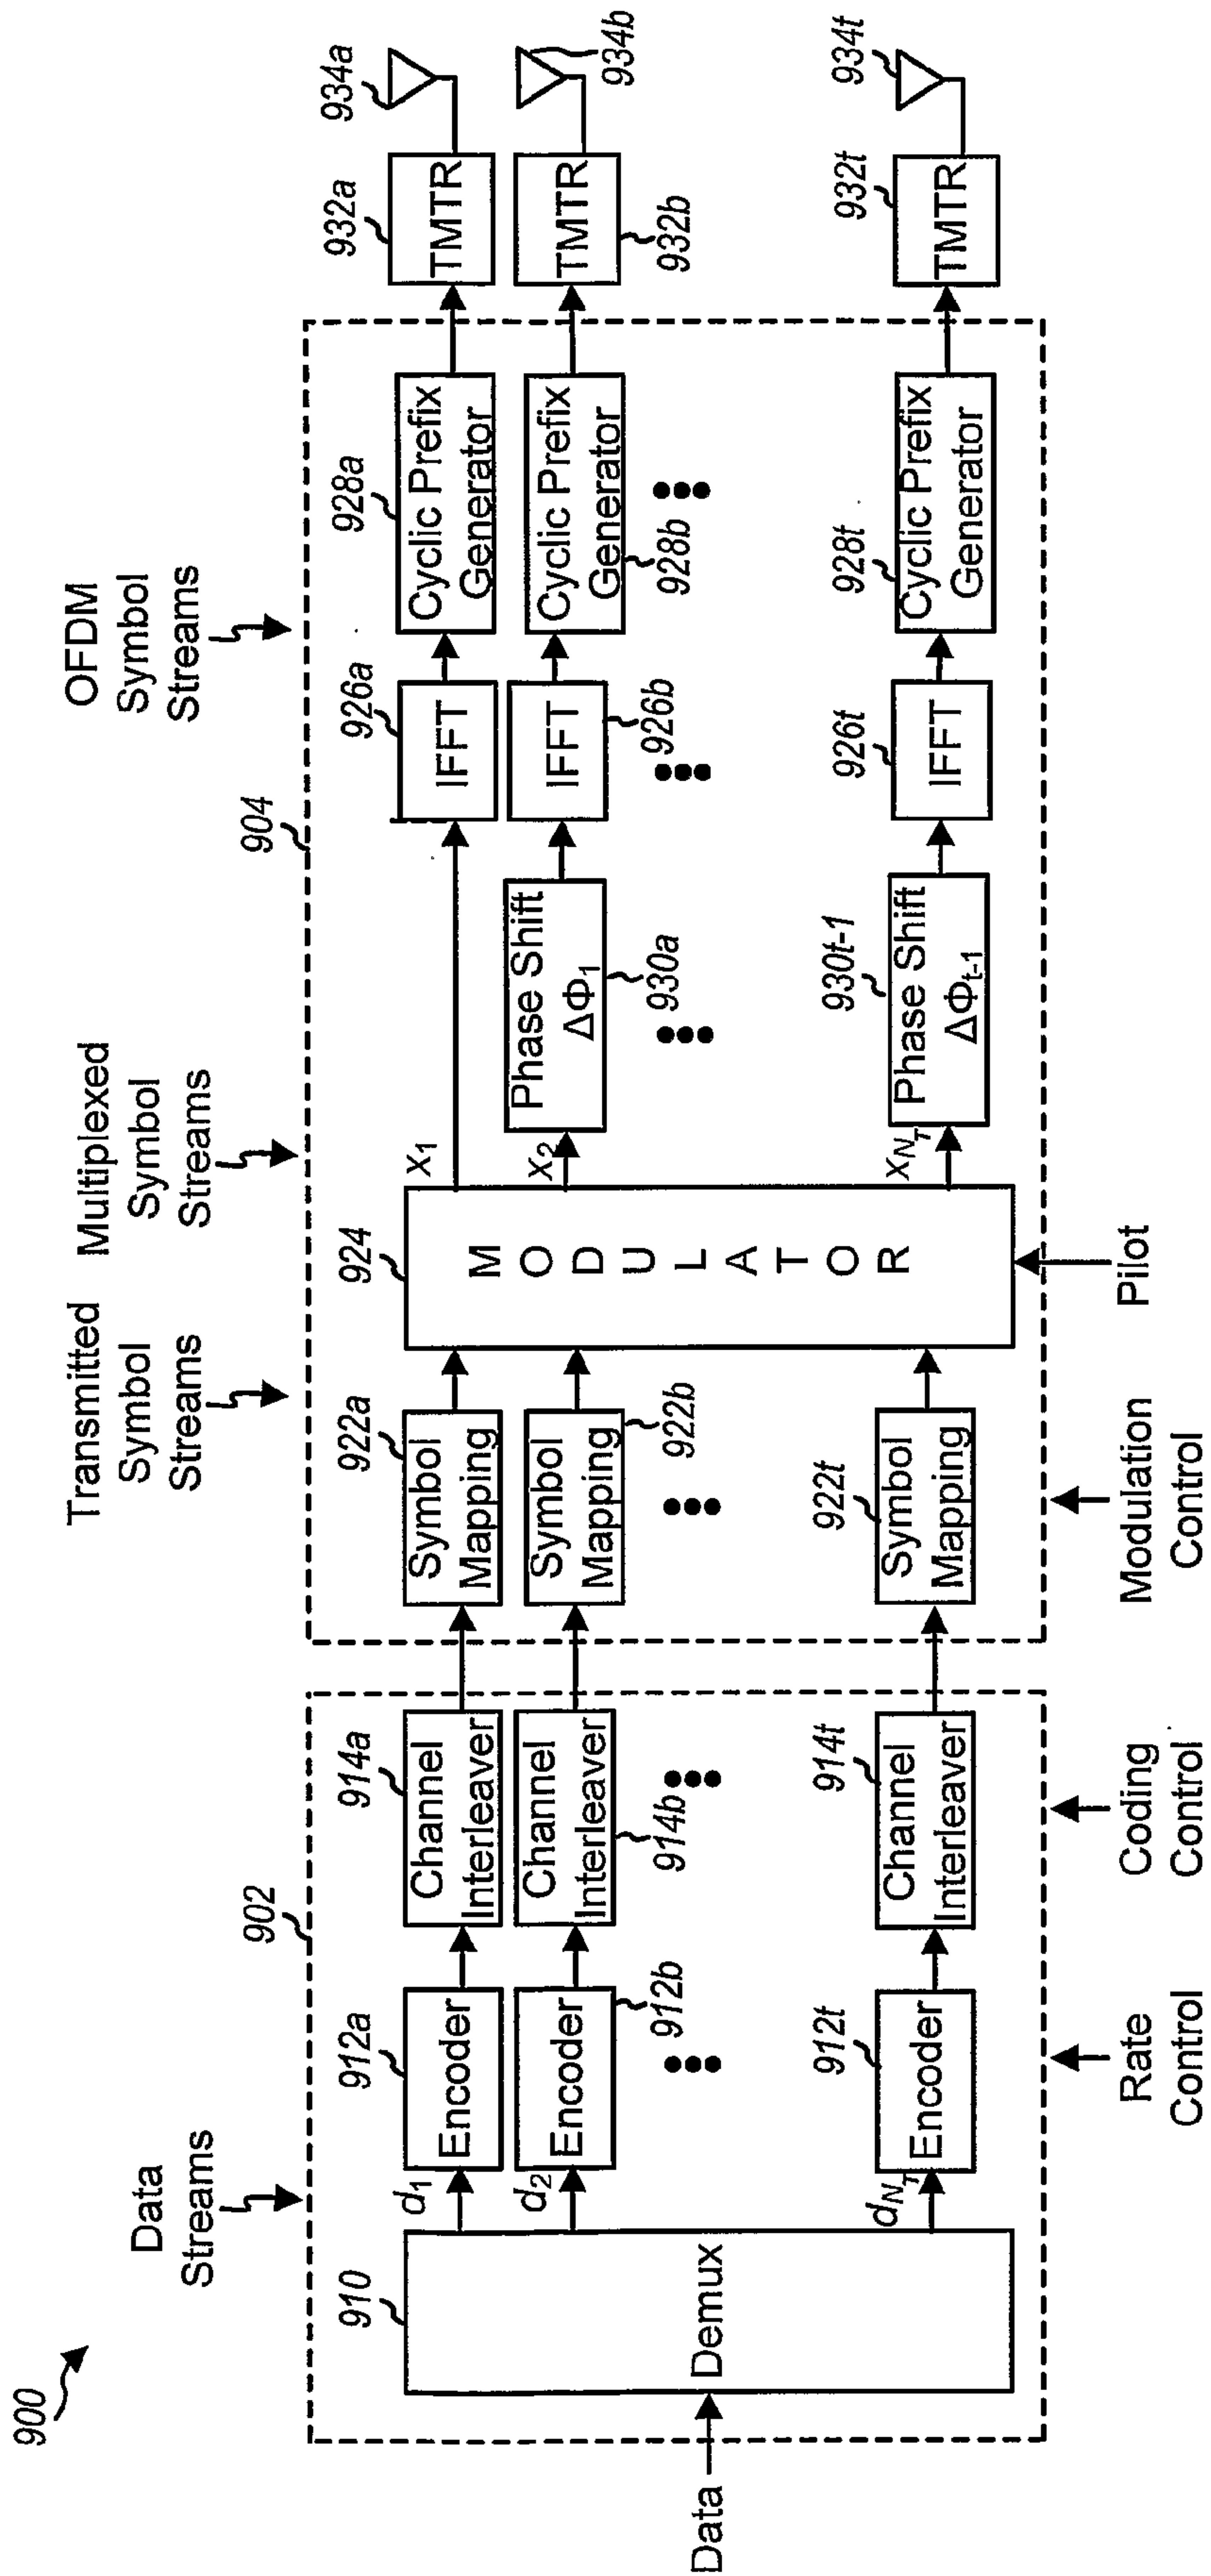 900
Data
Streams
Transmitted
Symbol
Streams
Multiplexed
Symbol
Streams
OFDM
Symbol
Streams
902
904
Data
910
Demux
d1
d2
dNT
912a
Encoder
Encoder
912b
912t
Encoder
914a
Channel
Interleaver
Channel
Interleaver
914b
914t
Channel
Interleaver
922a
Symbol
Mapping
Symbol
Mapping
922b
922t
Symbol
Mapping
924
MODULATOR
x1
x2
xNT
Phase Shift
ΔΦ1
930a
930t-1
Phase Shift
ΔΦt-1
926a
IFFT
IFFT
926b
926t
IFFT
928a
Cyclic Prefix
Generator
Cyclic Prefix
Generator
928b
928t
Cyclic Prefix
Generator
932a
TMTR
TMTR
932b
932t
TMTR
934a
934b
934t
Rate
Control
Coding
Control
Modulation
Control
Pilot